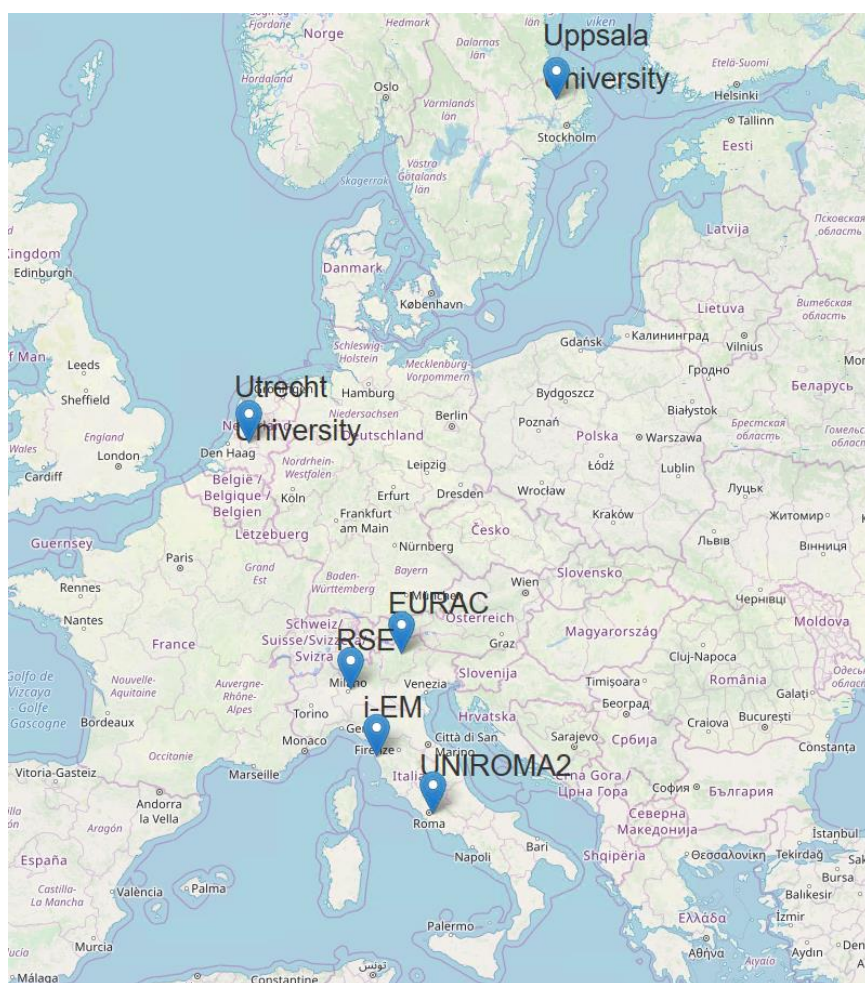 Sogn og
Fjordane
Hedmark
Norge
Dalarnas
län
viken
Uppsala
University
Etelä-Suomi
Helsinki
Hordaland
Oslo
Värmlands
län
Stockholm
Tallinn
Eesti
Västra
Götalands
län
Skagerrak
Псковская
область
Latvija
Kingdom
Edinburgh
Danmark
København
Lietuva
Витебская
область
Schleswig-
Holstein
Gdańsk
Калининград
Vilnius
of Man
Leeds
Mecklenburg-
Vorpommern
Гродно
Utrecht
University
Hamburg
Bydgoszcz
Białystok
Беларусь
Sheffield
Niedersachsen
Berlin
Poznań
Polska
Warszawa
Брестская
область
England
Deutschland
Wales
London
Den Haag
Cardiff
Nordrhein-
Westfalen
Leipzig
Łódź
Lublin
België /
Belgique /
Belgien
Köln
Erfurt
Dresden
Wrocław
Луцьк
Kraków
Житомир
Frankfurt
am Main
Česko
Guernsey
Lëtzebuerg
Львів
Вінниця
Nürnberg
Paris
Grand
Est
Baden-
Württemberg
Bayern
Wien
Slovensko
Rennes
München
Чернівці
EURAC
Nantes
Schweiz/
Suisse/Svizzera/
Svizra
Österreich
Magyarország
Moldova
RSE
Graz
France
Cluj-Napoca
Golfo de
Vizcaya
- Golfe
Gascogne
Nouvelle-
Aquitaine
Auvergne-
Rhône-
Alpes
Milano
Venezia
Slovenija
Timișoara
România
Galați
Bordeaux
Torino
i-EM
Hrvatska
Београд
Craiova
București
Monaco
Firenze
Città di San
Marino
Sarajevo
Србија
Constanța
Occitanie
Vitoria-Gasteiz
Marseille
Italia
UNIROMA2
Crna Gora /
Црна Гора
София
България
Andorra
la Vella
Северна
Македонија
Aragón
Roma
İstanbul
España
Napoli
Bari
Shqipëria
Θεσσαλονίκη
Tekirdağ
Bursa
Castilla-
La Mancha
València
Palma
Balıkesir
Ελλάδα
İzmir
Palermo
Murcia
Αθήνα
Aydın
Αιγαίο
Málaga
Constantine
تونس